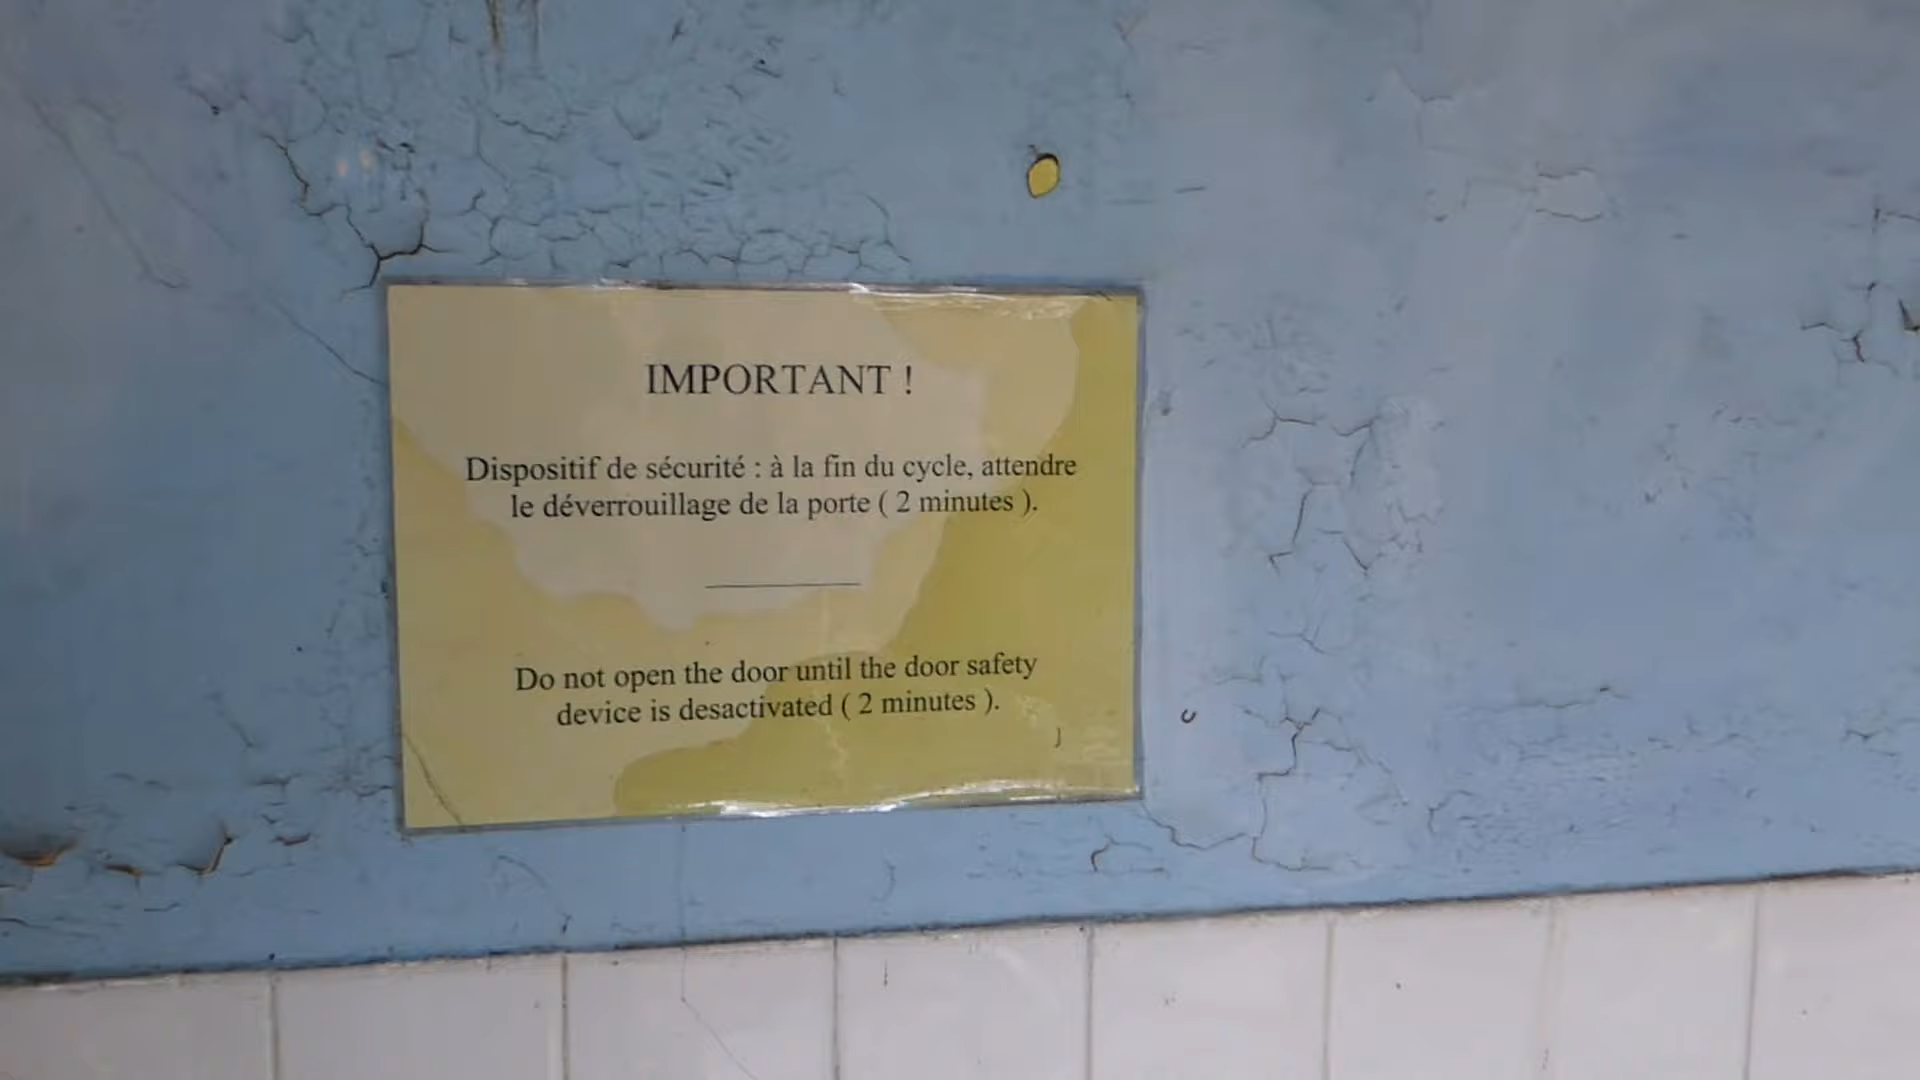 IMPORTANT !
Dispositif de sécurité : à la fin du cycle, attendre
le déverrouillage de la porte ( 2 minutes ).
Do not open the door until the door safety
device is desactivated ( 2 minutes ).